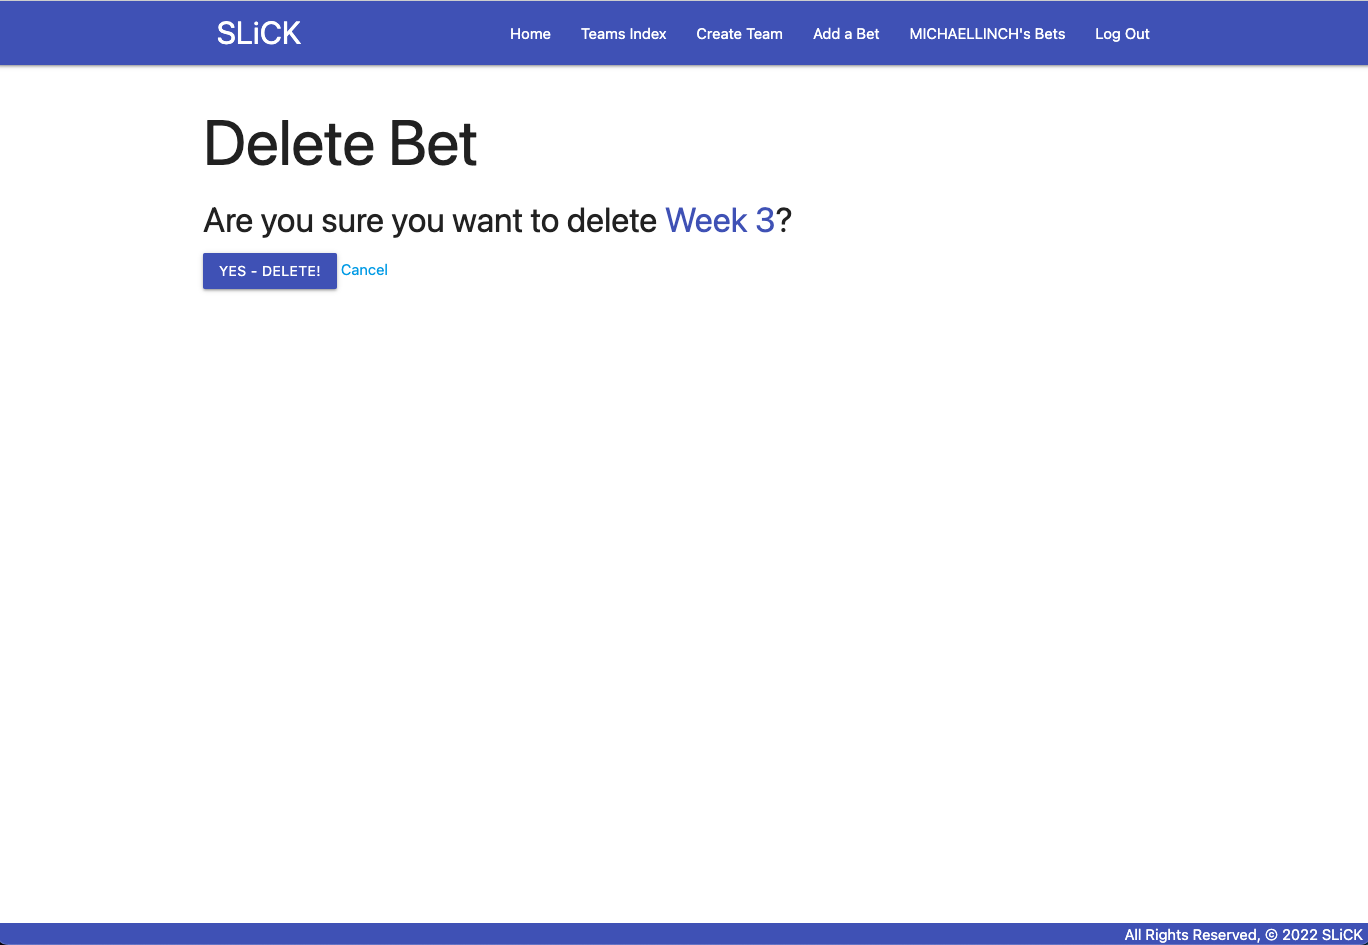 SLiCK Home Teams Index Create Team Add a Bet MICHAELLINCH's Bets Log Out
Delete Bet
Are you sure you want to delete Week 3?
YES - DELETE! Cancel
All Rights Reserved, © 2022 SLiCK